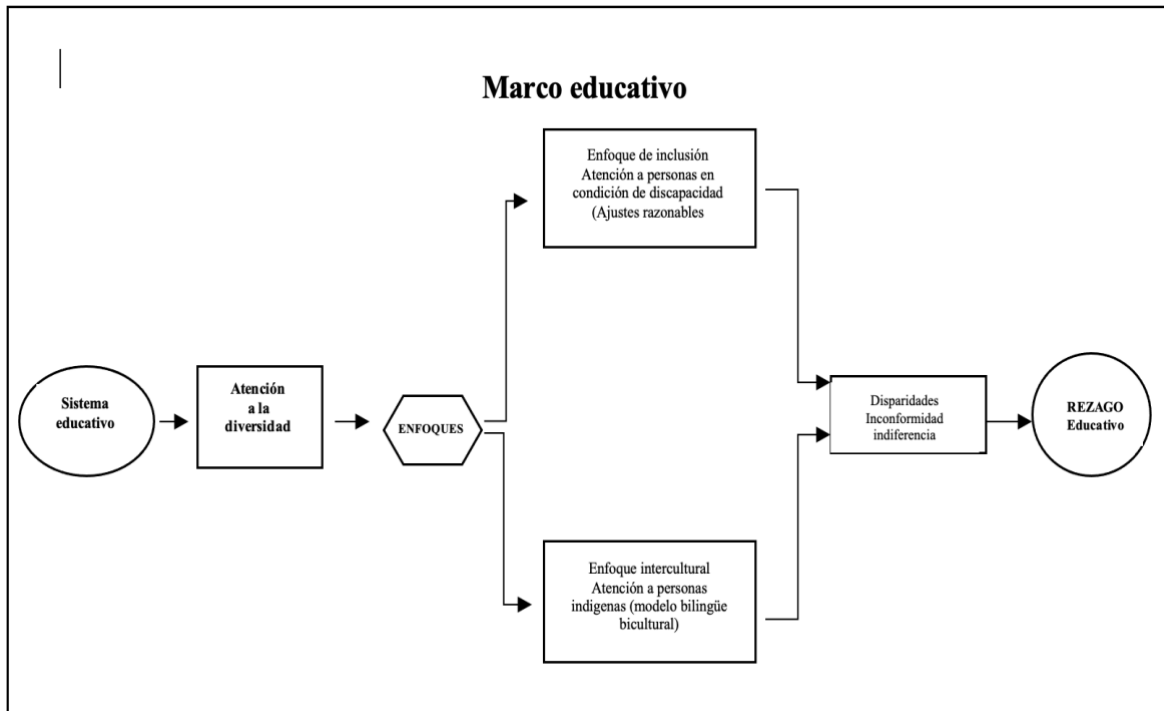 Marco educativo
Enfoque de inclusión
Atención a personas en
condición de discapacidad
(Ajustes razonables
Sistema
educativo
Atención
a la
diversidad
ENFOQUES
Disparidades
Inconformidad
indiferencia
REZAGO
Educativo
Enfoque intercultural
Atención a personas
indigenas (modelo bilingüe
bicultural)